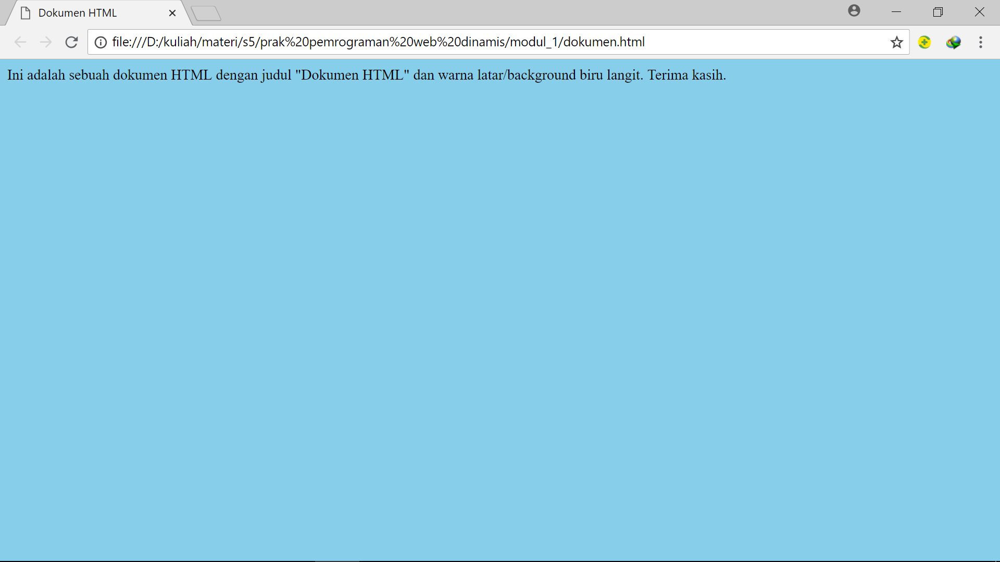 Dokumen HTML
file:///D:/kuliah/materi/s5/prak%20pemrograman%20web%20dinamis/modul_1/dokumen.html
Ini adalah sebuah dokumen HTML dengan judul "Dokumen HTML" dan warna latar/background biru langit. Terima kasih.